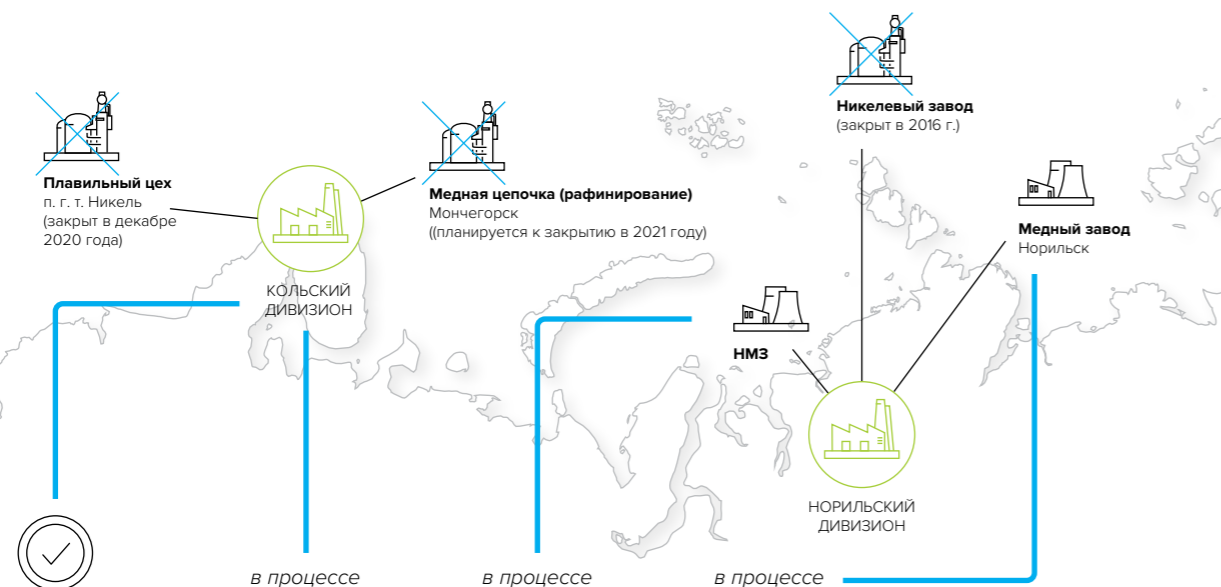 Никелевый завод
(закрыт в 2016 г.)
Плавильный цех
п. г. т. Никель
(закрыт в декабре
2020 года)
Медная цепочка (рафинирование)
Мончегорск
((планируется к закрытию в 2021 году)
Медный завод
Норильск
КОЛЬСКИЙ
ДИВИЗИОН
НМЗ
НОРИЛЬСКИЙ
ДИВИЗИОН
в процессе
в процессе
в процессе